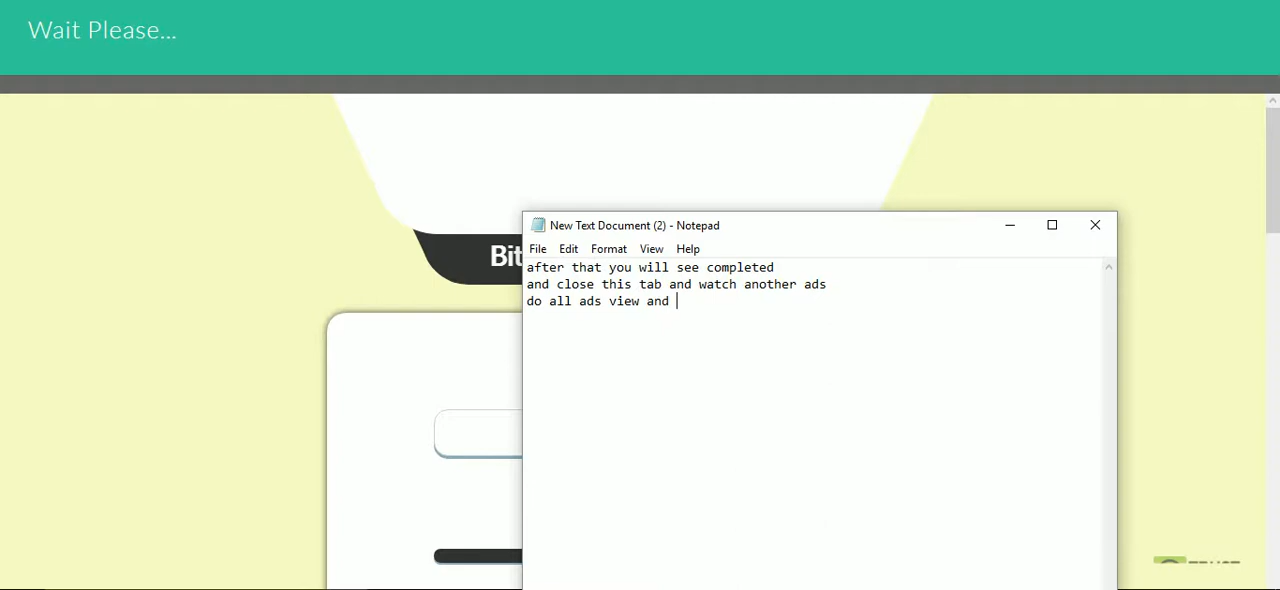 Wait Please...
Bit
New Text Document (2) - Notepad
File Edit Format View Help
after that you will see completed
and close this tab and watch another ads
do all ads view and